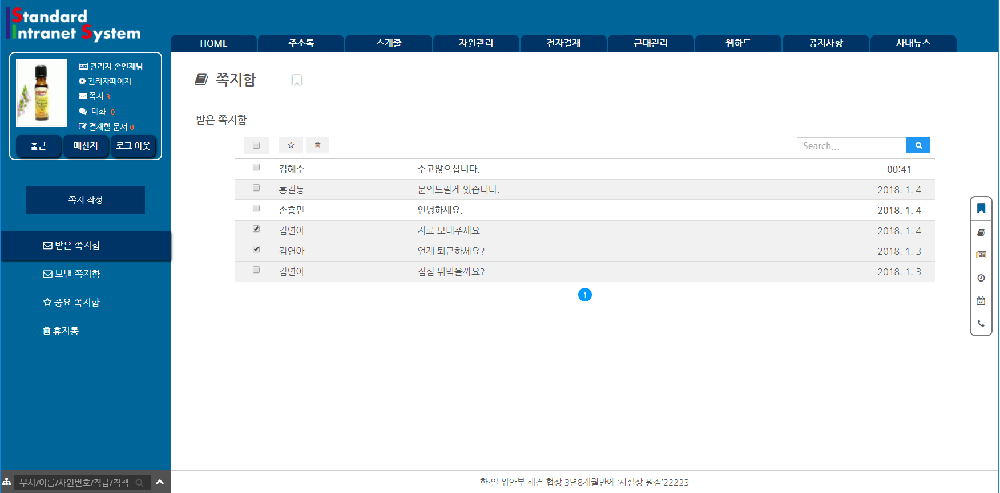 Standard
Intranet System
HOME
주소록
스케줄
자원관리
전자결재
근태관리
웹하드
공지사항
사내뉴스
관리자 손연재님
관리자페이지
쪽지 3
대화 0
결재할 문서 0
출근
메신저
로그 아웃
쪽지 작성
받은 쪽지함
보낸 쪽지함
중요 쪽지함
휴지통
부서/이름/사원번호/직급/직책
쪽지함
받은 쪽지함
Search...
김혜수 수고많으십니다. 00:41
홍길동 문의드릴게 있습니다. 2018. 1. 4
손흥민 안녕하세요. 2018. 1. 4
김연아 자료 보내주세요 2018. 1. 4
김연아 언제 퇴근하세요? 2018. 1. 3
김연아 점심 뭐먹을까요? 2018. 1. 3
1
한·일 위안부 해결 협상 3년8개월만에 ‘사실상 원점’22223